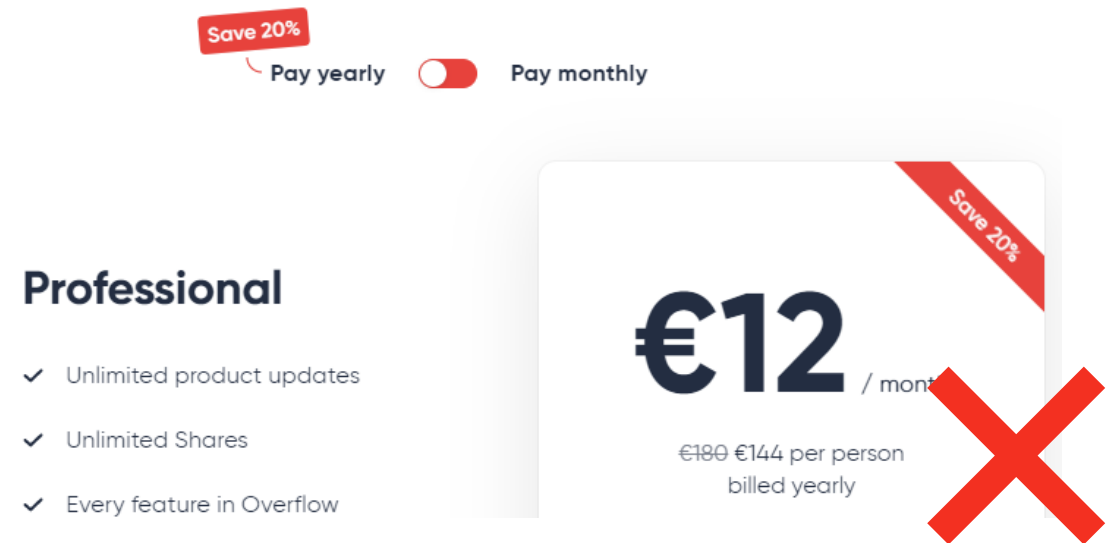 Save 20%
Pay yearly
Pay monthly
Save 20%
Professional
€12
/
Unlimited product updates
Unlimited Shares
Every feature in Overflow
€180 €144 per person
billed yearly